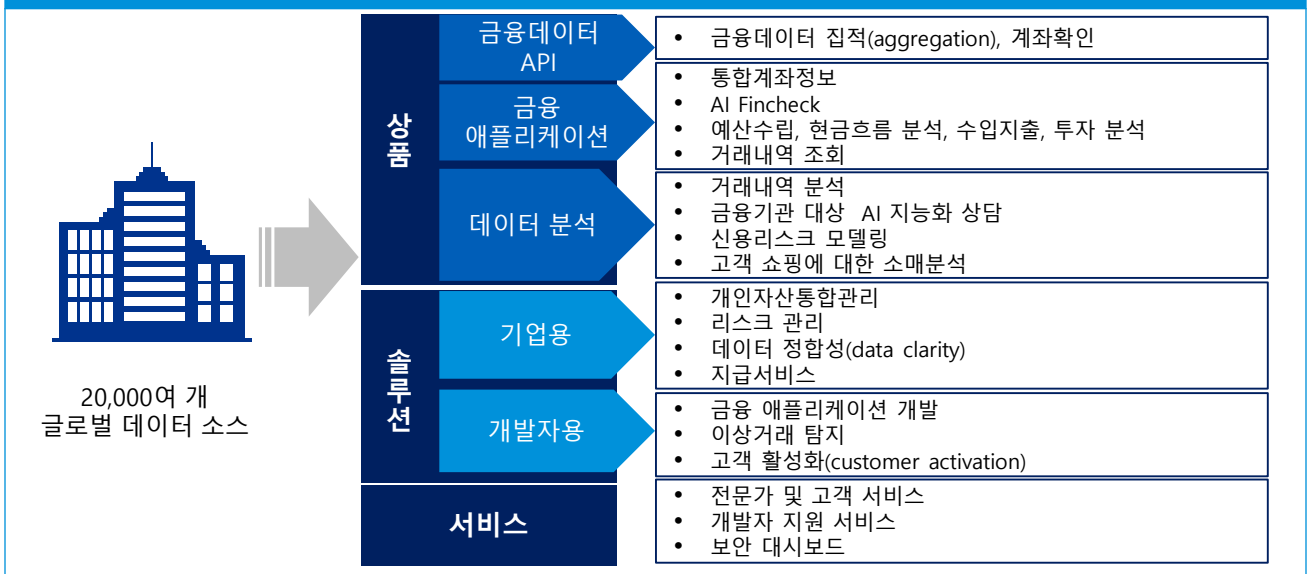 20,000여 개
글로벌 데이터 소스
상품
금융데이터
API
• 금융데이터 집적(aggregation), 계좌확인
금융
애플리케이션
• 통합계좌정보
• AI Fincheck
• 예산수립, 현금흐름 분석, 수입지출, 투자 분석
• 거래내역 조회
데이터 분석
• 거래내역 분석
• 금융기관 대상 AI 지능화 상담
• 신용리스크 모델링
• 고객 쇼핑에 대한 소매분석
솔루션
기업용
• 개인자산통합관리
• 리스크 관리
• 데이터 정합성(data clarity)
• 지급서비스
개발자용
• 금융 애플리케이션 개발
• 이상거래 탐지
• 고객 활성화(customer activation)
서비스
• 전문가 및 고객 서비스
• 개발자 지원 서비스
• 보안 대시보드